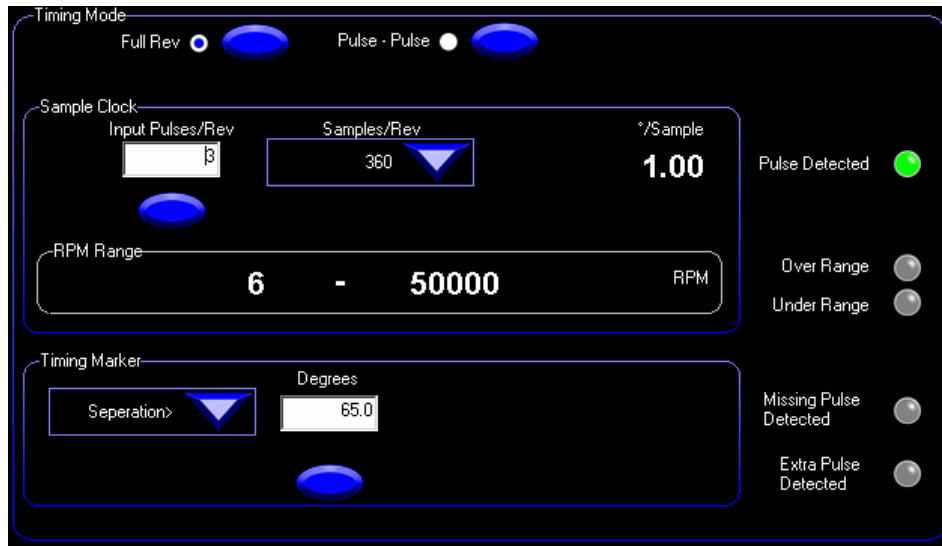 Timing Mode
Full Rev
Pulse - Pulse
Sample Clock
Input Pulses/Rev
Samples/Rev
°/Sample
3
360
1.00
Pulse Detected
RPM Range
6 - 50000 RPM
Over Range
Under Range
Timing Marker
Degrees
Seperation>
65.0
Missing Pulse
Detected
Extra Pulse
Detected